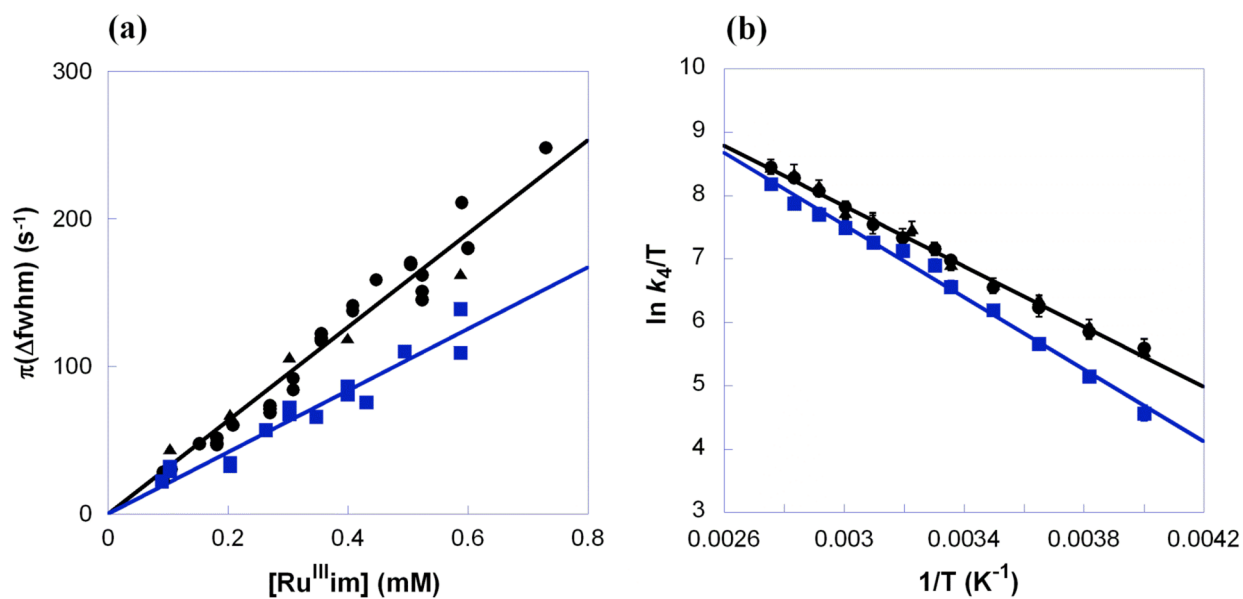 (a)
300
200
100
0
π(Δfwhm) (s⁻¹)
0 0.2 0.4 0.6 0.8
[Ruᴵᴵᴵim] (mM)
(b)
10
9
8
7
6
5
4
3
ln k₄/T
0.0026 0.003 0.0034 0.0038 0.0042
1/T (K⁻¹)